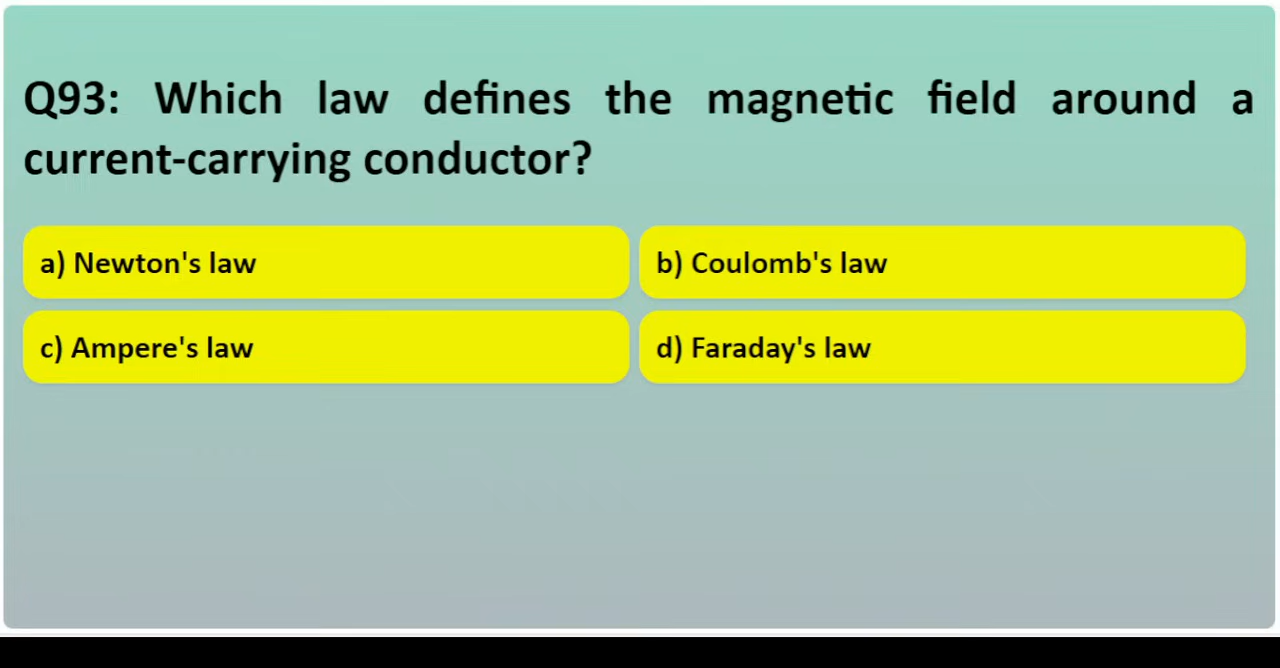 Q93: Which law defines the magnetic field around a
current-carrying conductor?
a) Newton's law
b) Coulomb's law
c) Ampere's law
d) Faraday's law